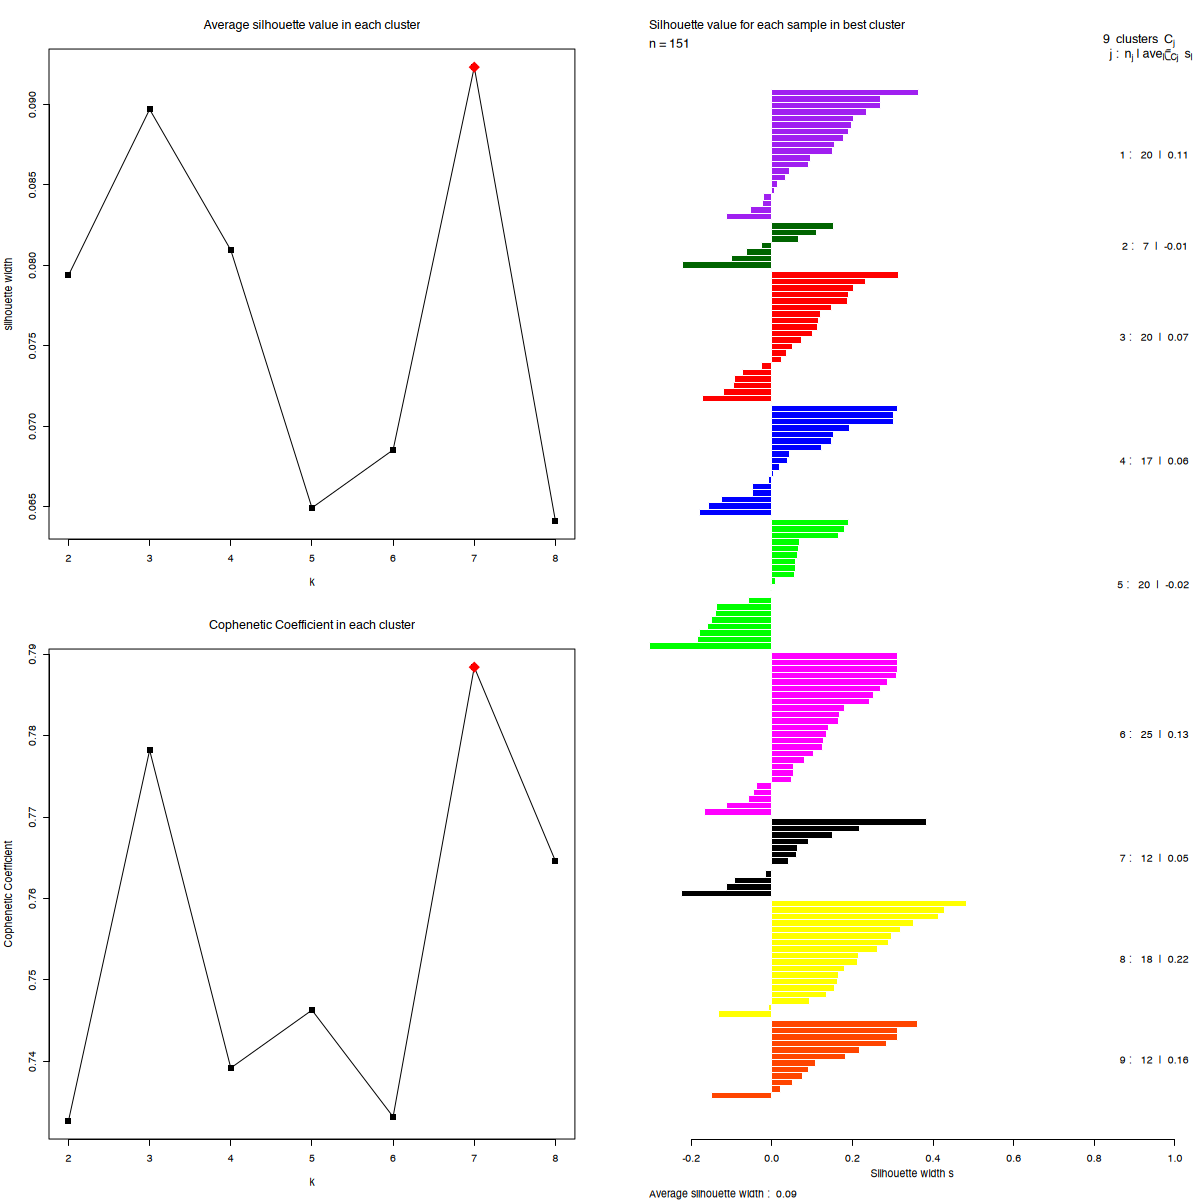 Average silhouette value in each cluster
silhouette width
0.090
0.085
0.080
0.075
0.070
0.065
2 3 4 5 6 7 8
k
Cophenetic Coefficient in each cluster
Cophenetic Coefficient
0.79
0.78
0.77
0.76
0.75
0.74
2 3 4 5 6 7 8
k
Silhouette value for each sample in best cluster
n = 151
9 clusters Cj
j : nj | avei∈Cj si
1 : 20 | 0.11
2 : 7 | -0.01
3 : 20 | 0.07
4 : 17 | 0.06
5 : 20 | -0.02
6 : 25 | 0.13
7 : 12 | 0.05
8 : 18 | 0.22
9 : 12 | 0.16
-0.2 0.0 0.2 0.4 0.6 0.8 1.0
Silhouette width s
Average silhouette width : 0.09